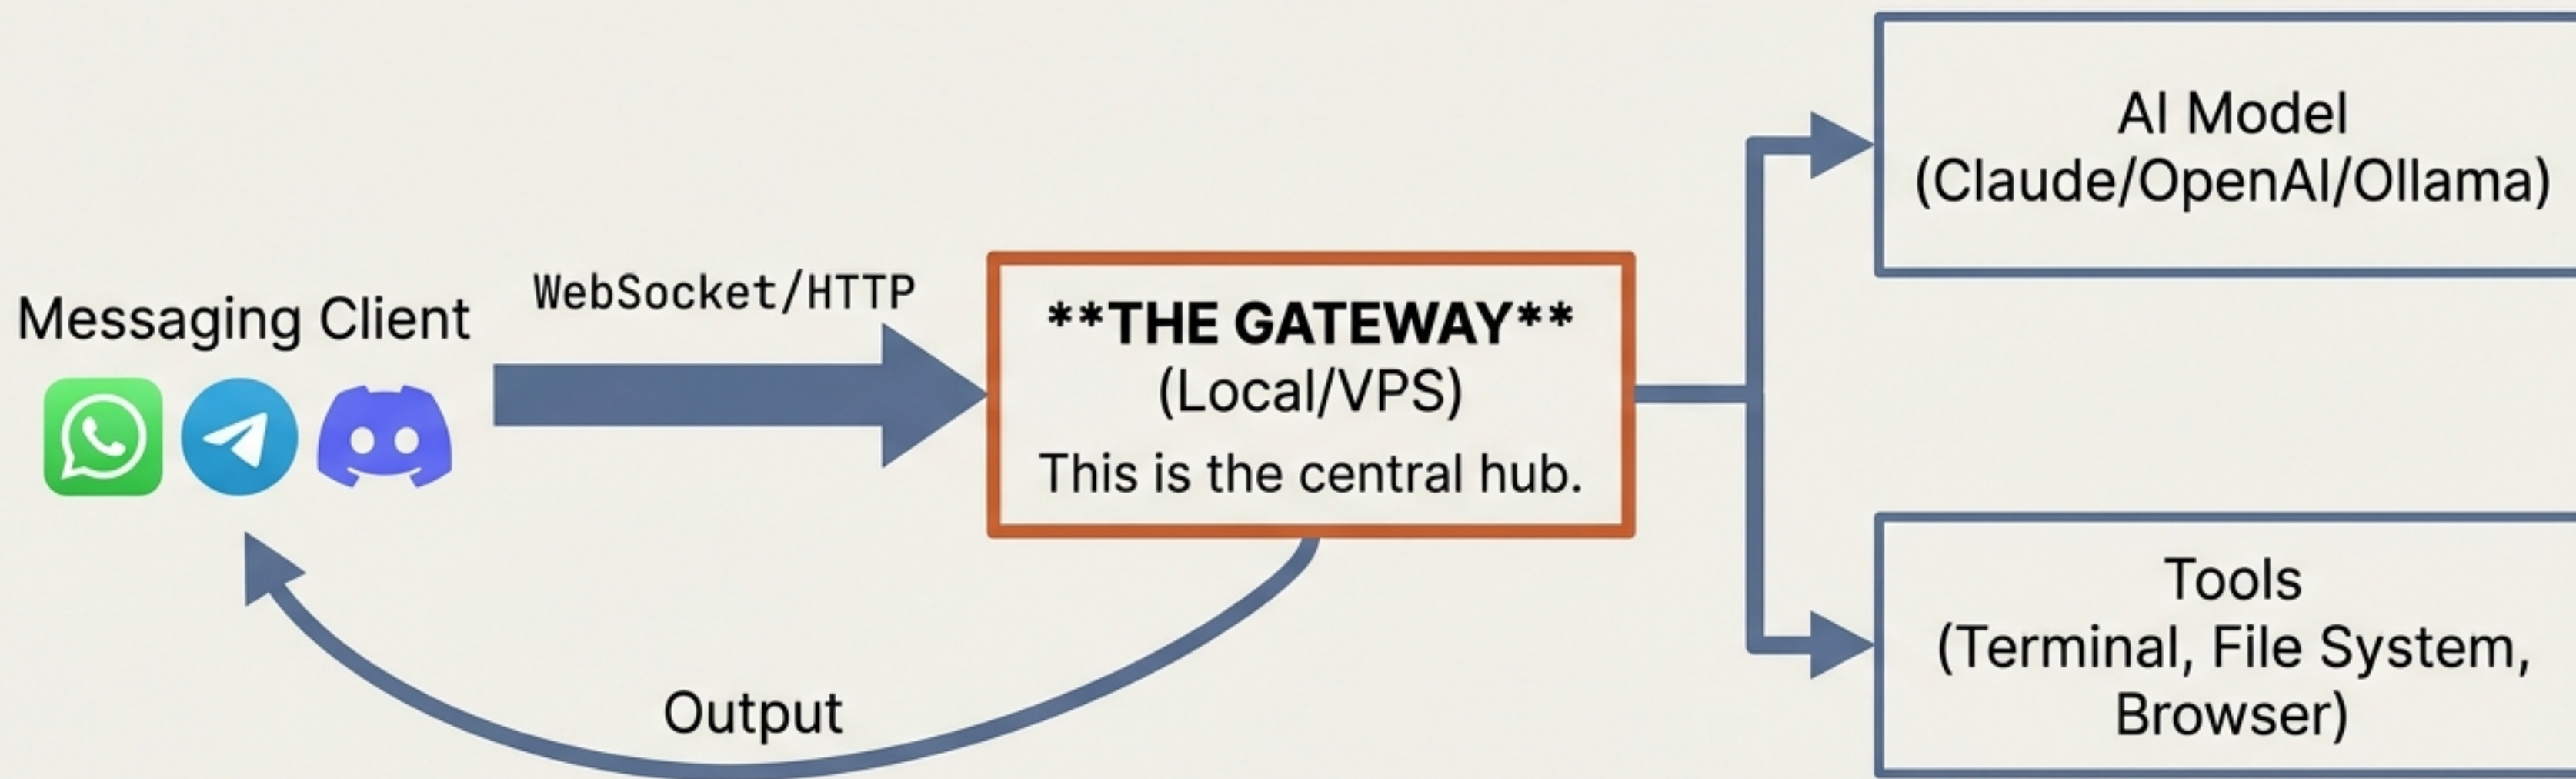 Messaging Client
WebSocket/HTTP
**THE GATEWAY**
(Local/VPS)
This is the central hub.
Output
AI Model
(Claude/OpenAI/Ollama)
Tools
(Terminal, File System,
Browser)